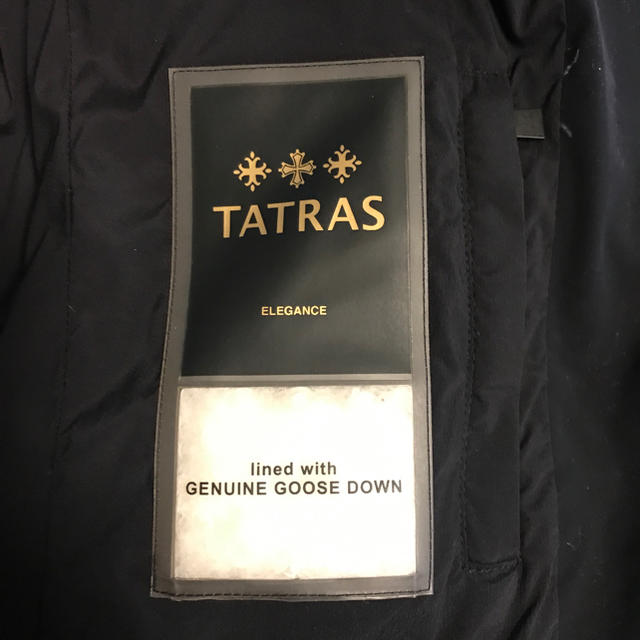 TATRAS
ELEGANCE
lined with
GENUINE GOOSE DOWN